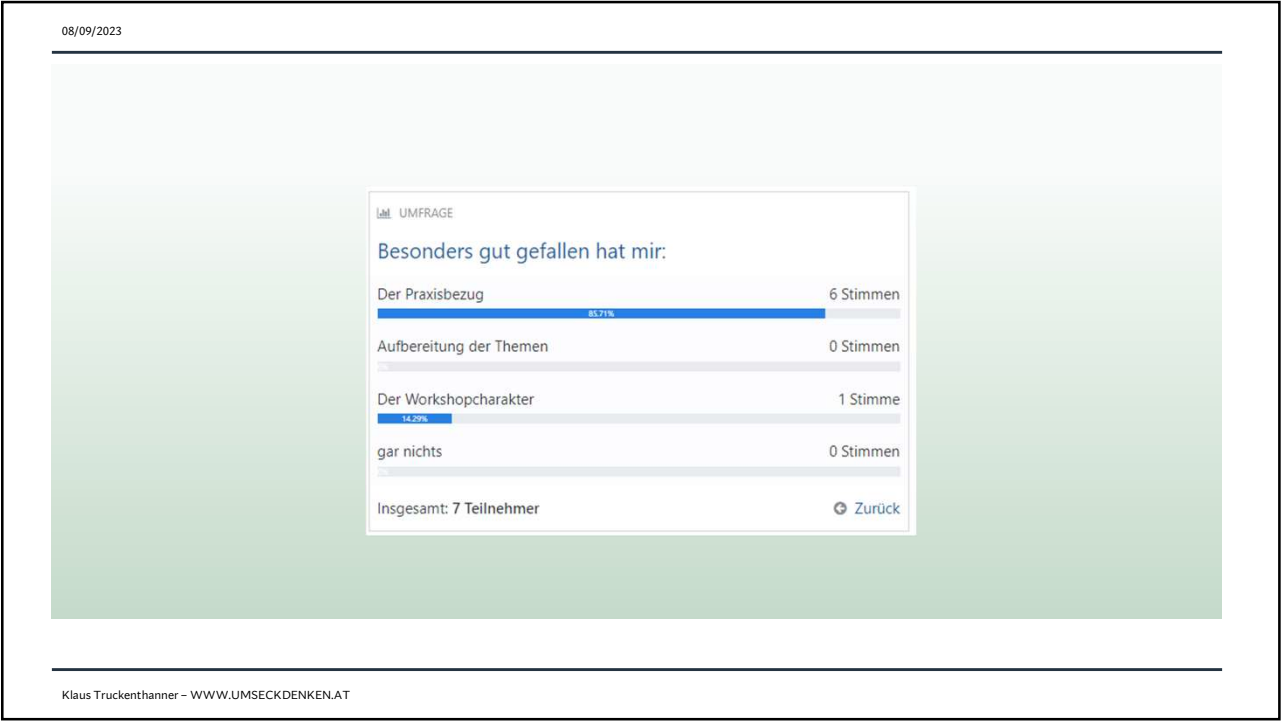 08/09/2023
UMFRAGE
Besonders gut gefallen hat mir:
Der Praxisbezug 6 Stimmen
85.71%
Aufbereitung der Themen 0 Stimmen
0%
Der Workshopcharakter 1 Stimme
14.29%
gar nichts 0 Stimmen
0%
Insgesamt: 7 Teilnehmer Zurück
Klaus Truckenthanner – WWW.UMSECKDENKEN.AT